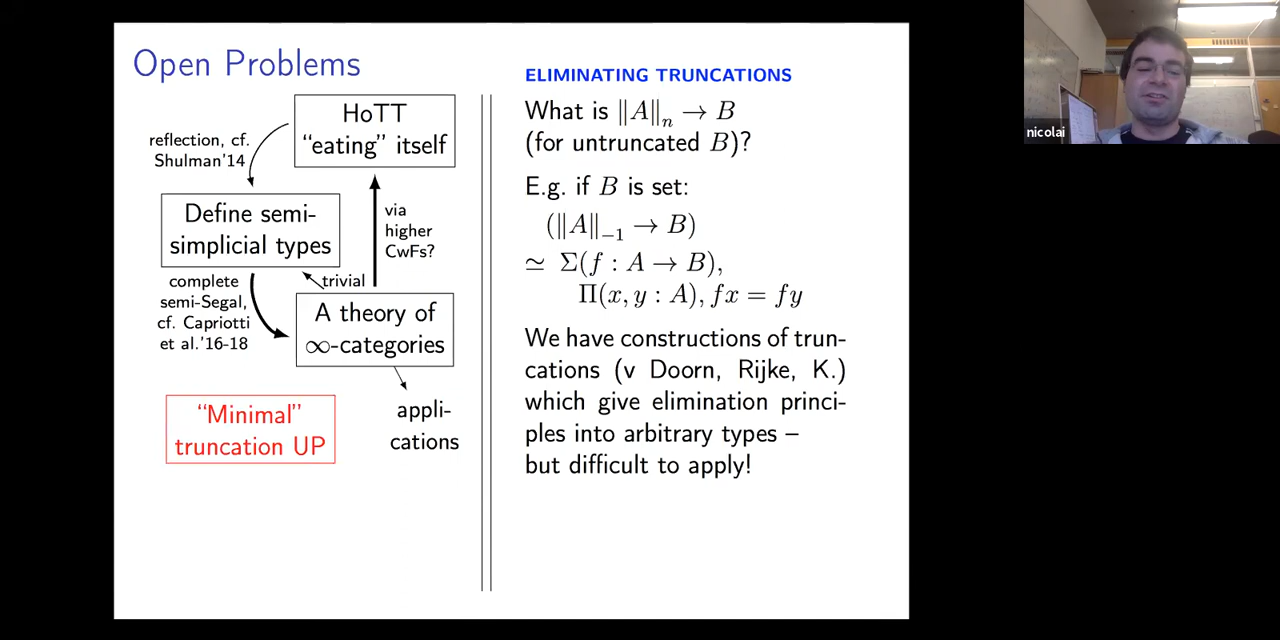 Open Problems
HoTT
"eating" itself
reflection, cf.
Shulman'14
Define semi-
simplicial types
via
higher
CwFs?
trivial
complete
semi-Segal,
cf. Capriotti
et al.'16-18
A theory of
∞-categories
"Minimal"
truncation UP
appli-
cations
ELIMINATING TRUNCATIONS
What is ‖A‖ₙ → B
(for untruncated B)?
E.g. if B is set:
(‖A‖₋₁ → B)
≃ Σ(f : A → B),
Π(x, y : A), fx = fy
We have constructions of trun-
cations (v Doorn, Rijke, K.)
which give elimination princi-
ples into arbitrary types –
but difficult to apply!
nicolai